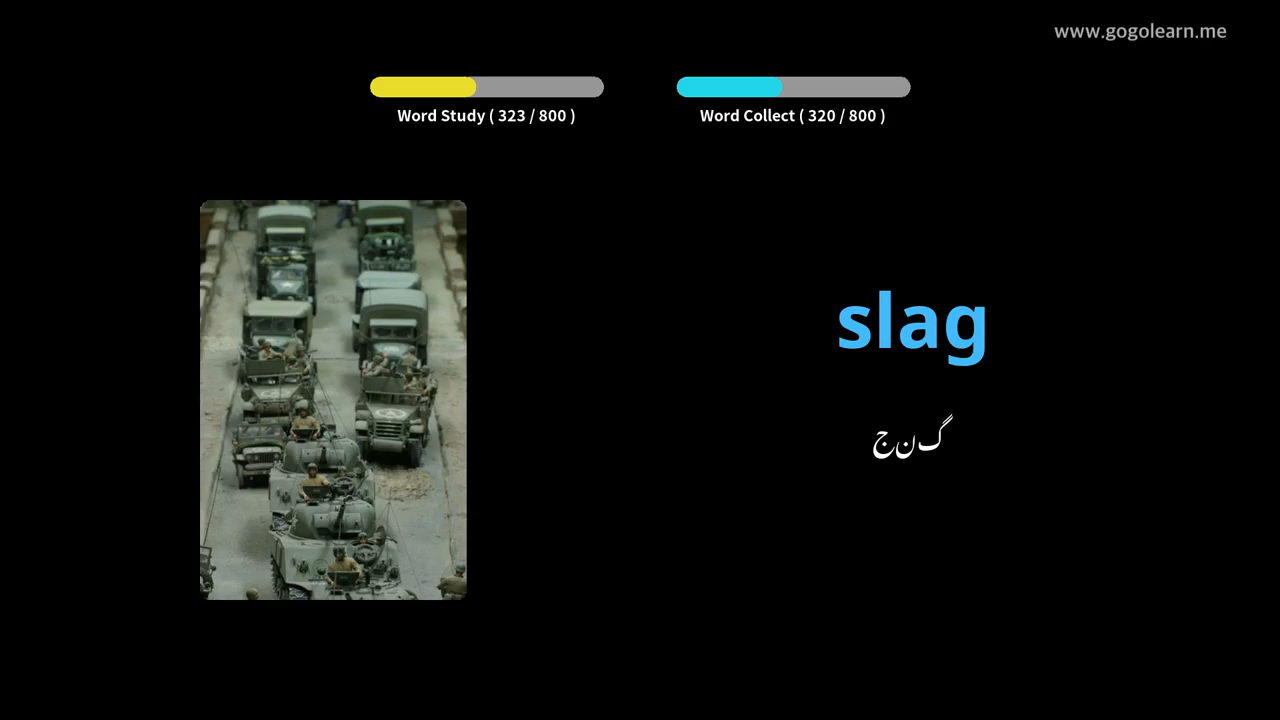 www.gogolearn.me
Word Study ( 323 / 800 )
Word Collect ( 320 / 800 )
slag
گ ن ج